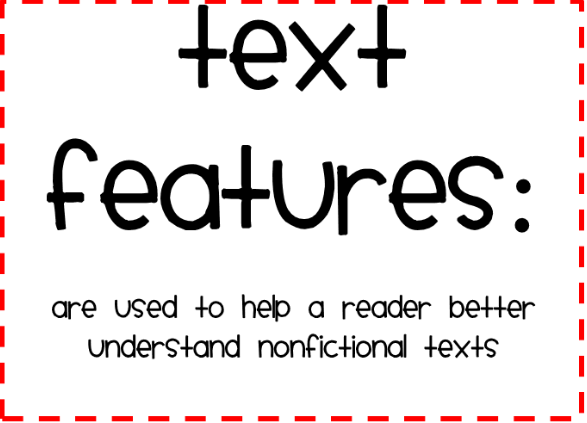 text
features:
are used to help a reader better
understand nonfictional texts